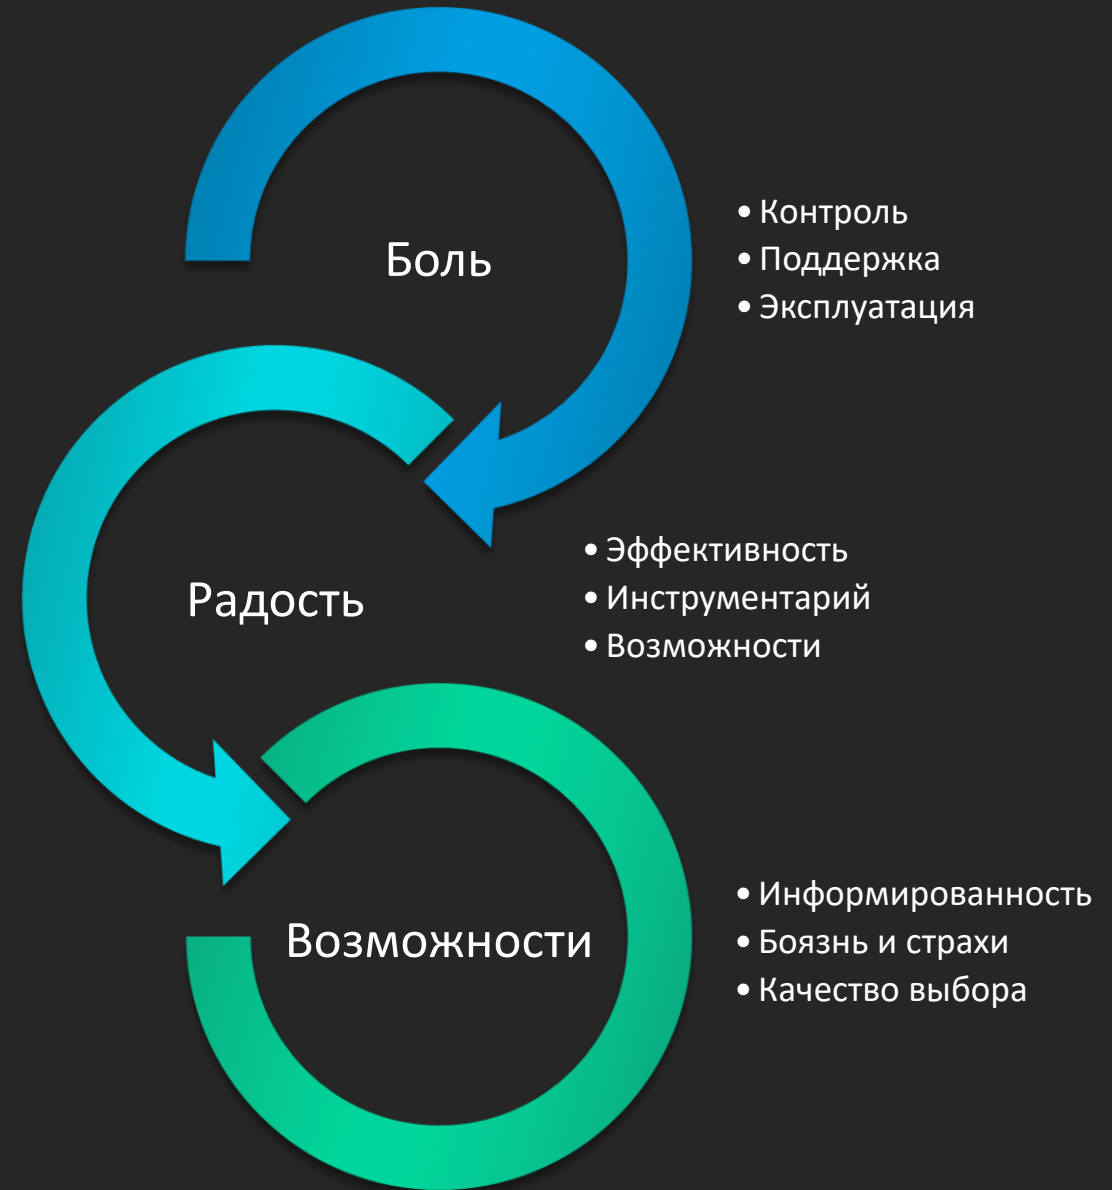 Боль
• Контроль
• Поддержка
• Эксплуатация
Радость
• Эффективность
• Инструментарий
• Возможности
Возможности
• Информированность
• Боязнь и страхи
• Качество выбора